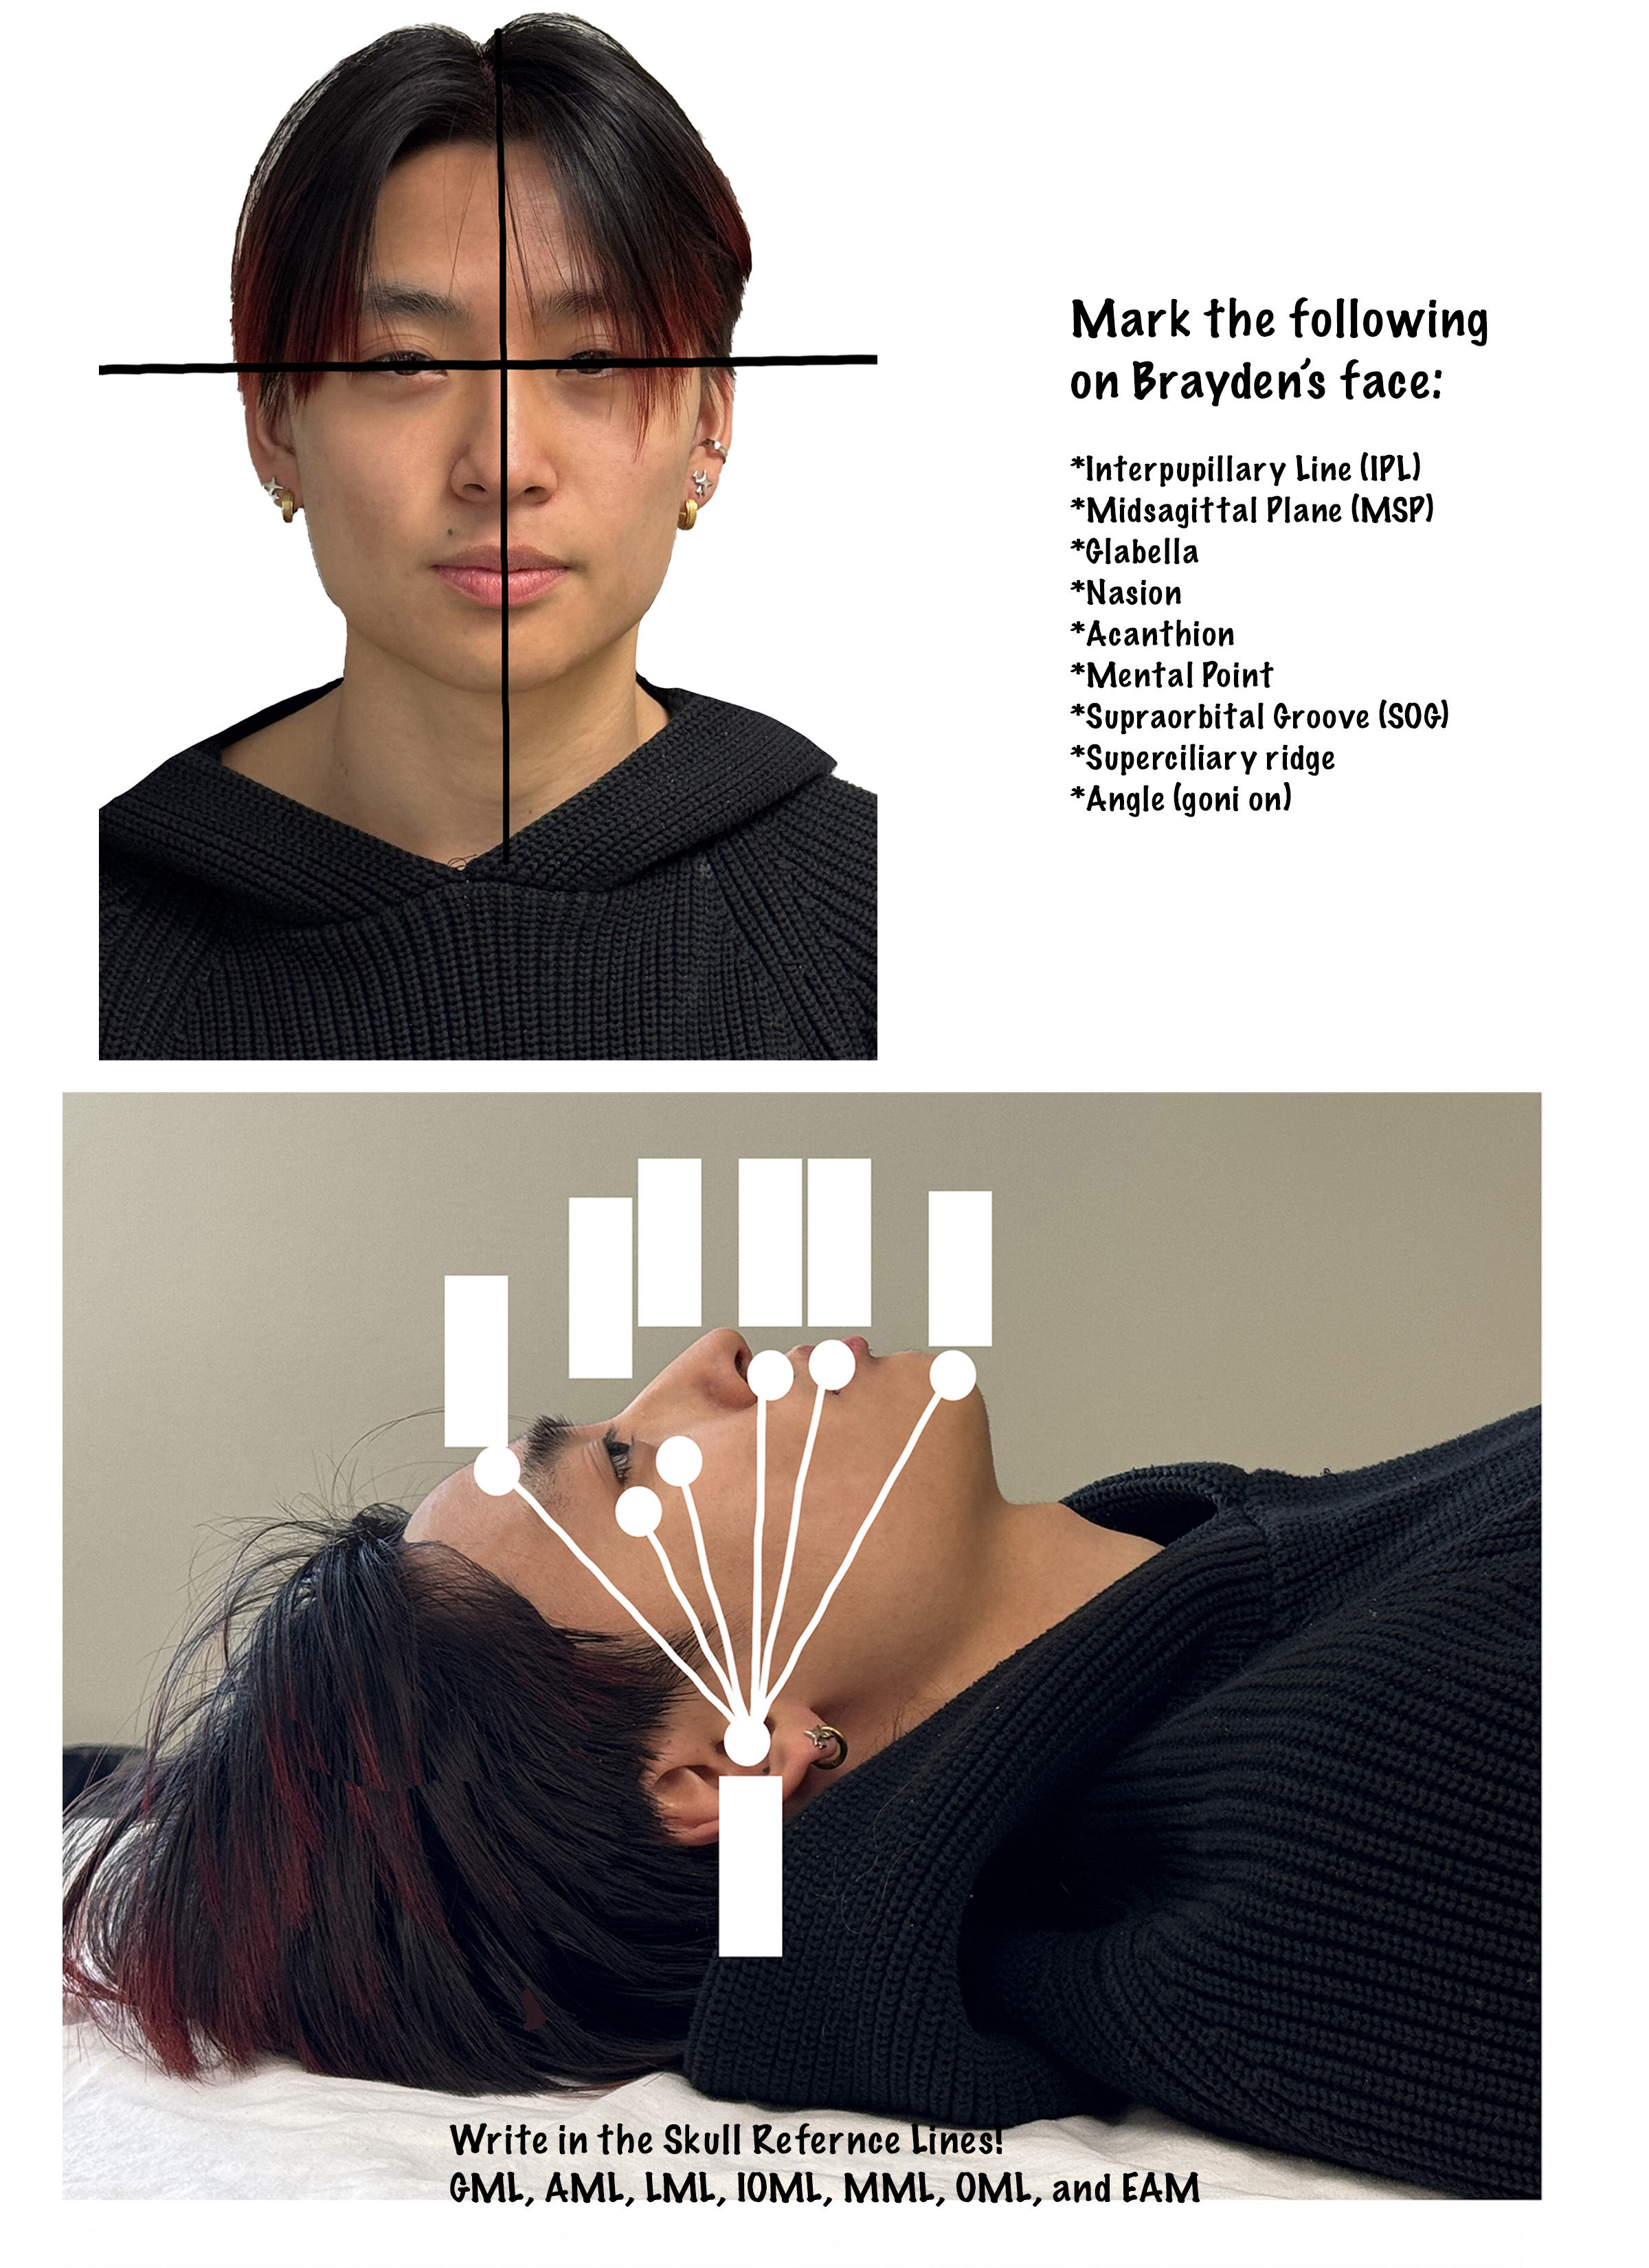 Mark the following
on Brayden's face:
*Interpupillary Line (IPL)
*Midsagittal Plane (MSP)
*Glabella
*Nasion
*Acanthion
*Mental Point
*Supraorbital Groove (SOG)
*Superciliary ridge
*Angle (goni on)
Write in the Skull Refernce Lines!
GML, AML, LML, IOML, MML, OML, and EAM